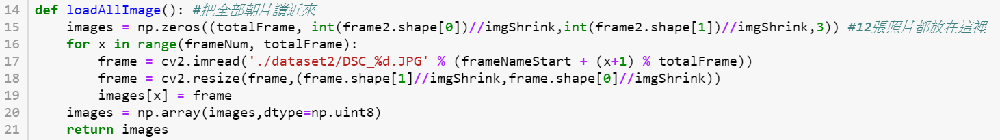 14 def loadAllImage(): #把全部朝片讀近來
15     images = np.zeros((totalFrame, int(frame2.shape[0])//imgShrink,int(frame2.shape[1])//imgShrink,3)) #12張照片都放在這裡
16     for x in range(frameNum, totalFrame):
17         frame = cv2.imread('./dataset2/DSC_%d.JPG' % (frameNameStart + (x+1) % totalFrame))
18         frame = cv2.resize(frame,(frame.shape[1]//imgShrink,frame.shape[0]//imgShrink))
19         images[x] = frame
20     images = np.array(images,dtype=np.uint8)
21     return images